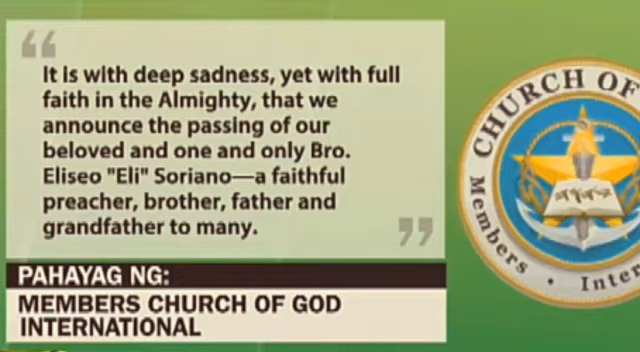 It is with deep sadness, yet with full
faith in the Almighty, that we
announce the passing of our
beloved and one and only Bro.
Eliseo "Eli" Soriano—a faithful
preacher, brother, father and
grandfather to many.
PAHAYAG NG:
MEMBERS CHURCH OF GOD
INTERNATIONAL
CHURCH OF
Members
Inter